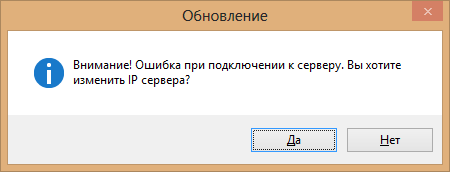 Обновление
Внимание! Ошибка при подключении к серверу. Вы хотите
изменить IP сервера?
Да
Нет